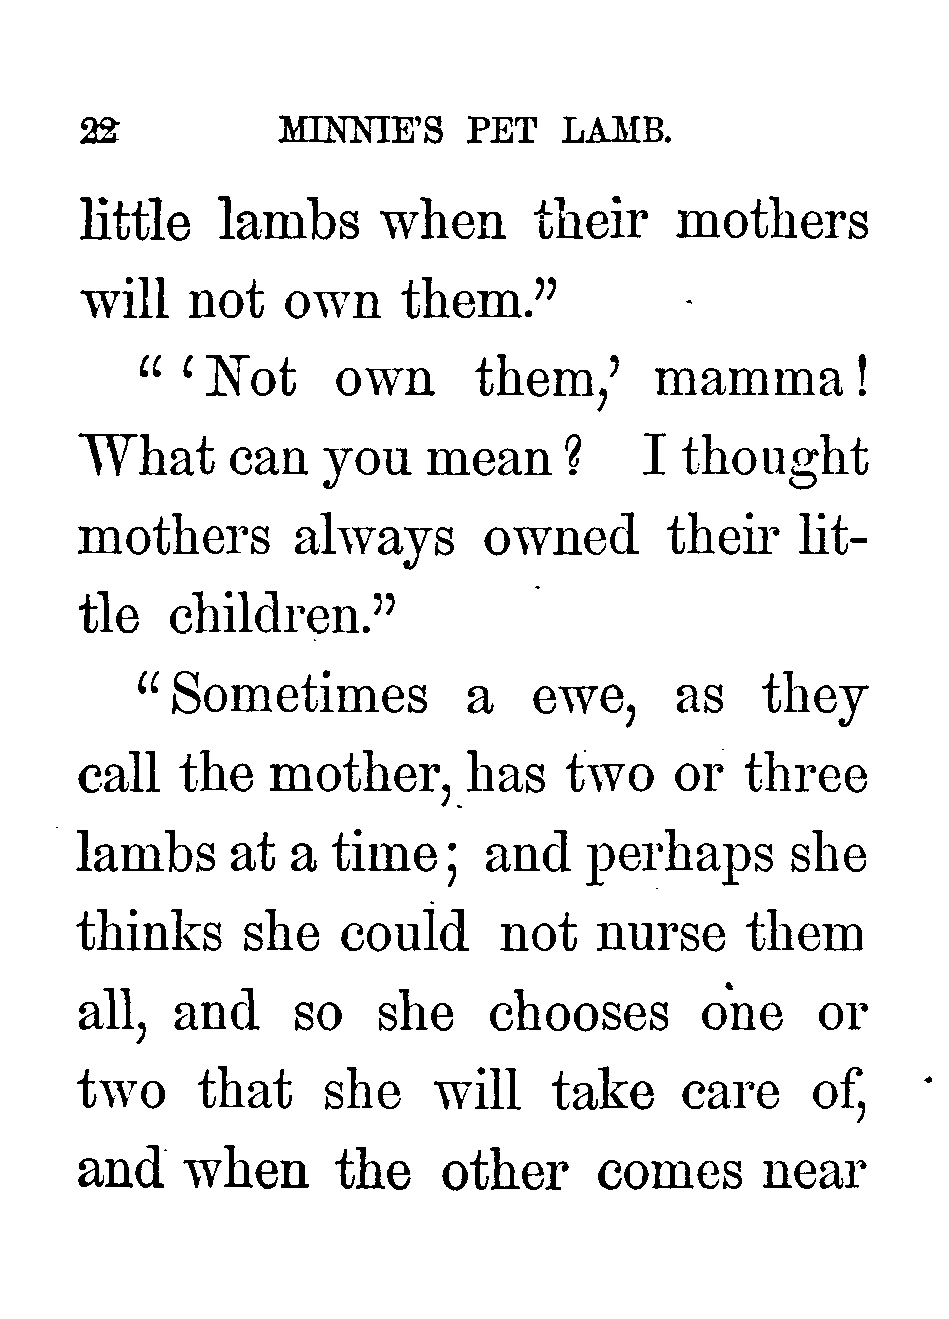 22 MINNIE'S PET LAMB.
little lambs when their mothers
will not own them.”
“ ‘Not own them,’ mamma!
What can you mean? I thought
mothers always owned their lit-
tle children.”
“Sometimes a ewe, as they
call the mother, has two or three
lambs at a time; and perhaps she
thinks she could not nurse them
all, and so she chooses one or
two that she will take care of,
and when the other comes near